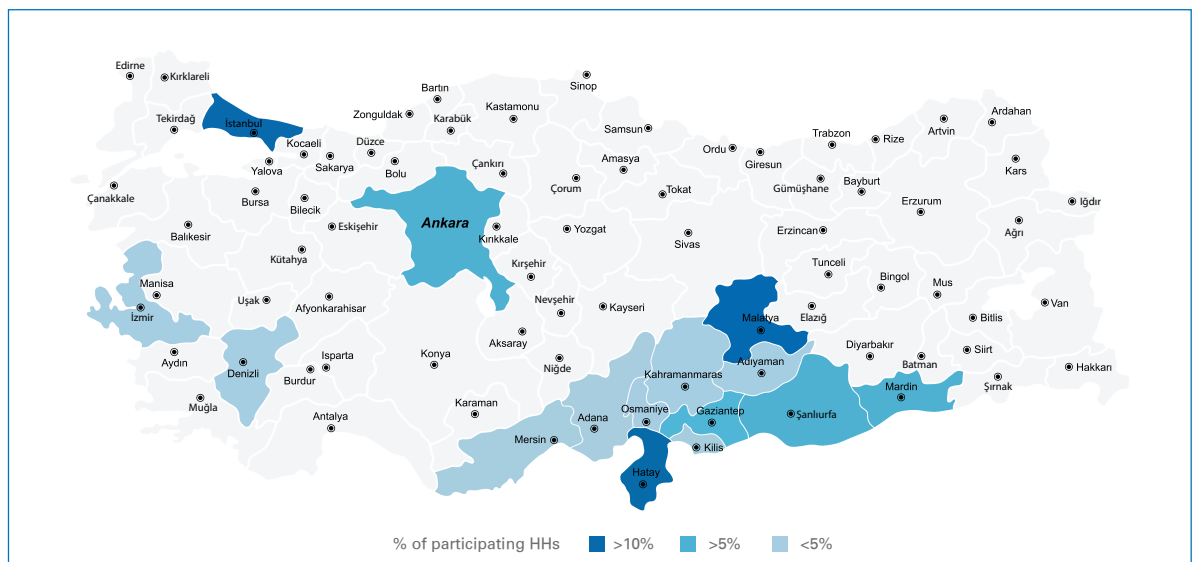 Edirne
Kırklareli
Tekirdağ
İstanbul
Kocaeli
Yalova
Sakarya
Düzce
Bolu
Zonguldak
Bartın
Karabük
Kastamonu
Sinop
Çankırı
Samsun
Amasya
Çorum
Tokat
Ordu
Giresun
Trabzon
Rize
Artvin
Ardahan
Kars
Gümüşhane
Bayburt
Erzurum
Iğdır
Ağrı
Çanakkale
Bursa
Bilecik
Eskişehir
Balıkesir
Kütahya
Ankara
Kırıkkale
Yozgat
Sivas
Erzincan
Kırşehir
Tunceli
Bingol
Mus
Van
Manisa
İzmir
Uşak
Afyonkarahisar
Nevşehir
Kayseri
Malatya
Elazığ
Bitlis
Aksaray
Aydın
Denizli
Isparta
Burdur
Konya
Niğde
Kahramanmaras
Adıyaman
Diyarbakır
Batman
Siirt
Şırnak
Hakkarı
Muğla
Antalya
Karaman
Mersin
Adana
Osmaniye
Gaziantep
Şanlıurfa
Mardin
Kilis
Hatay
% of participating HHs >10% >5% <5%